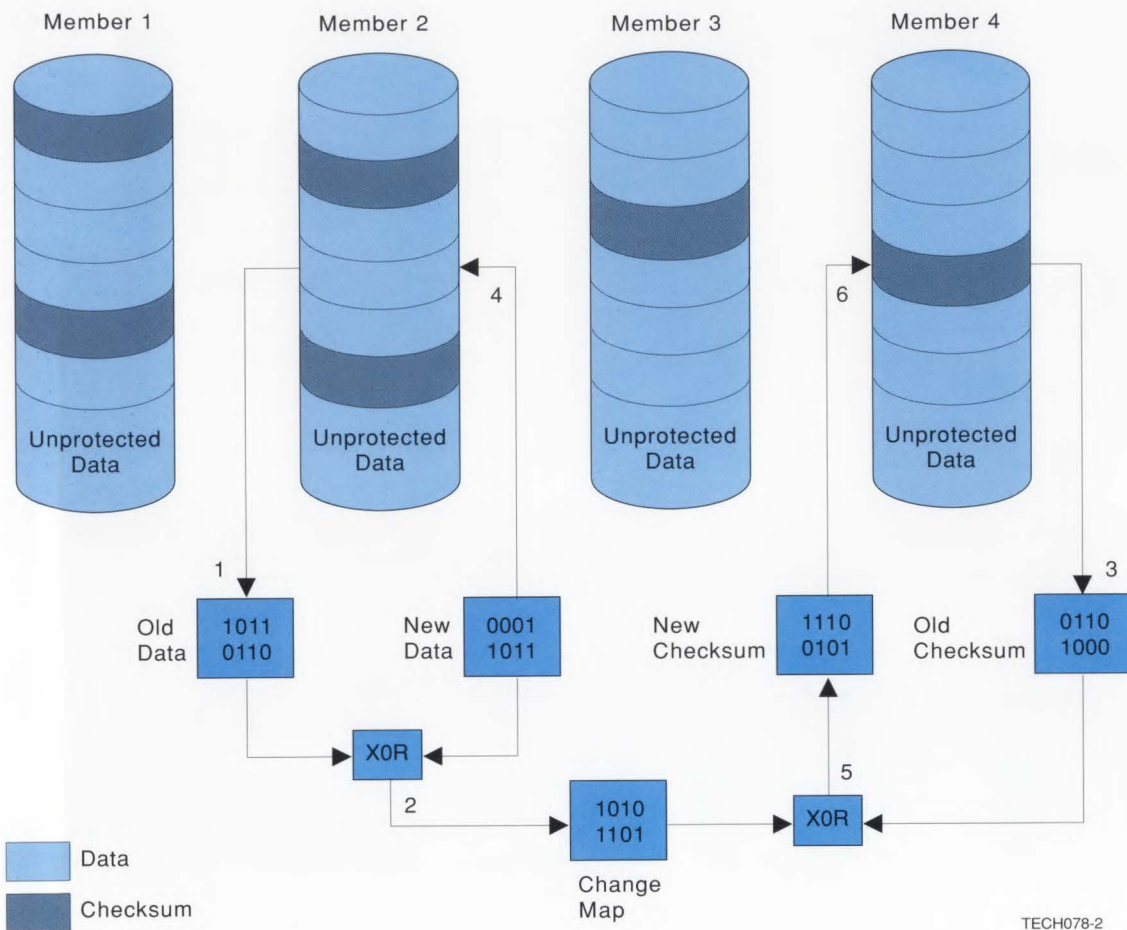 Member 1
Member 2
Member 3
Member 4
4
6
Unprotected
Data
Unprotected
Data
Unprotected
Data
Unprotected
Data
1
3
Old
Data
1011
0110
New
Data
0001
1011
New
Checksum
1110
0101
Old
Checksum
0110
1000
X0R
2
5
1010
1101
X0R
Change
Map
Data
Checksum
TECH078-2